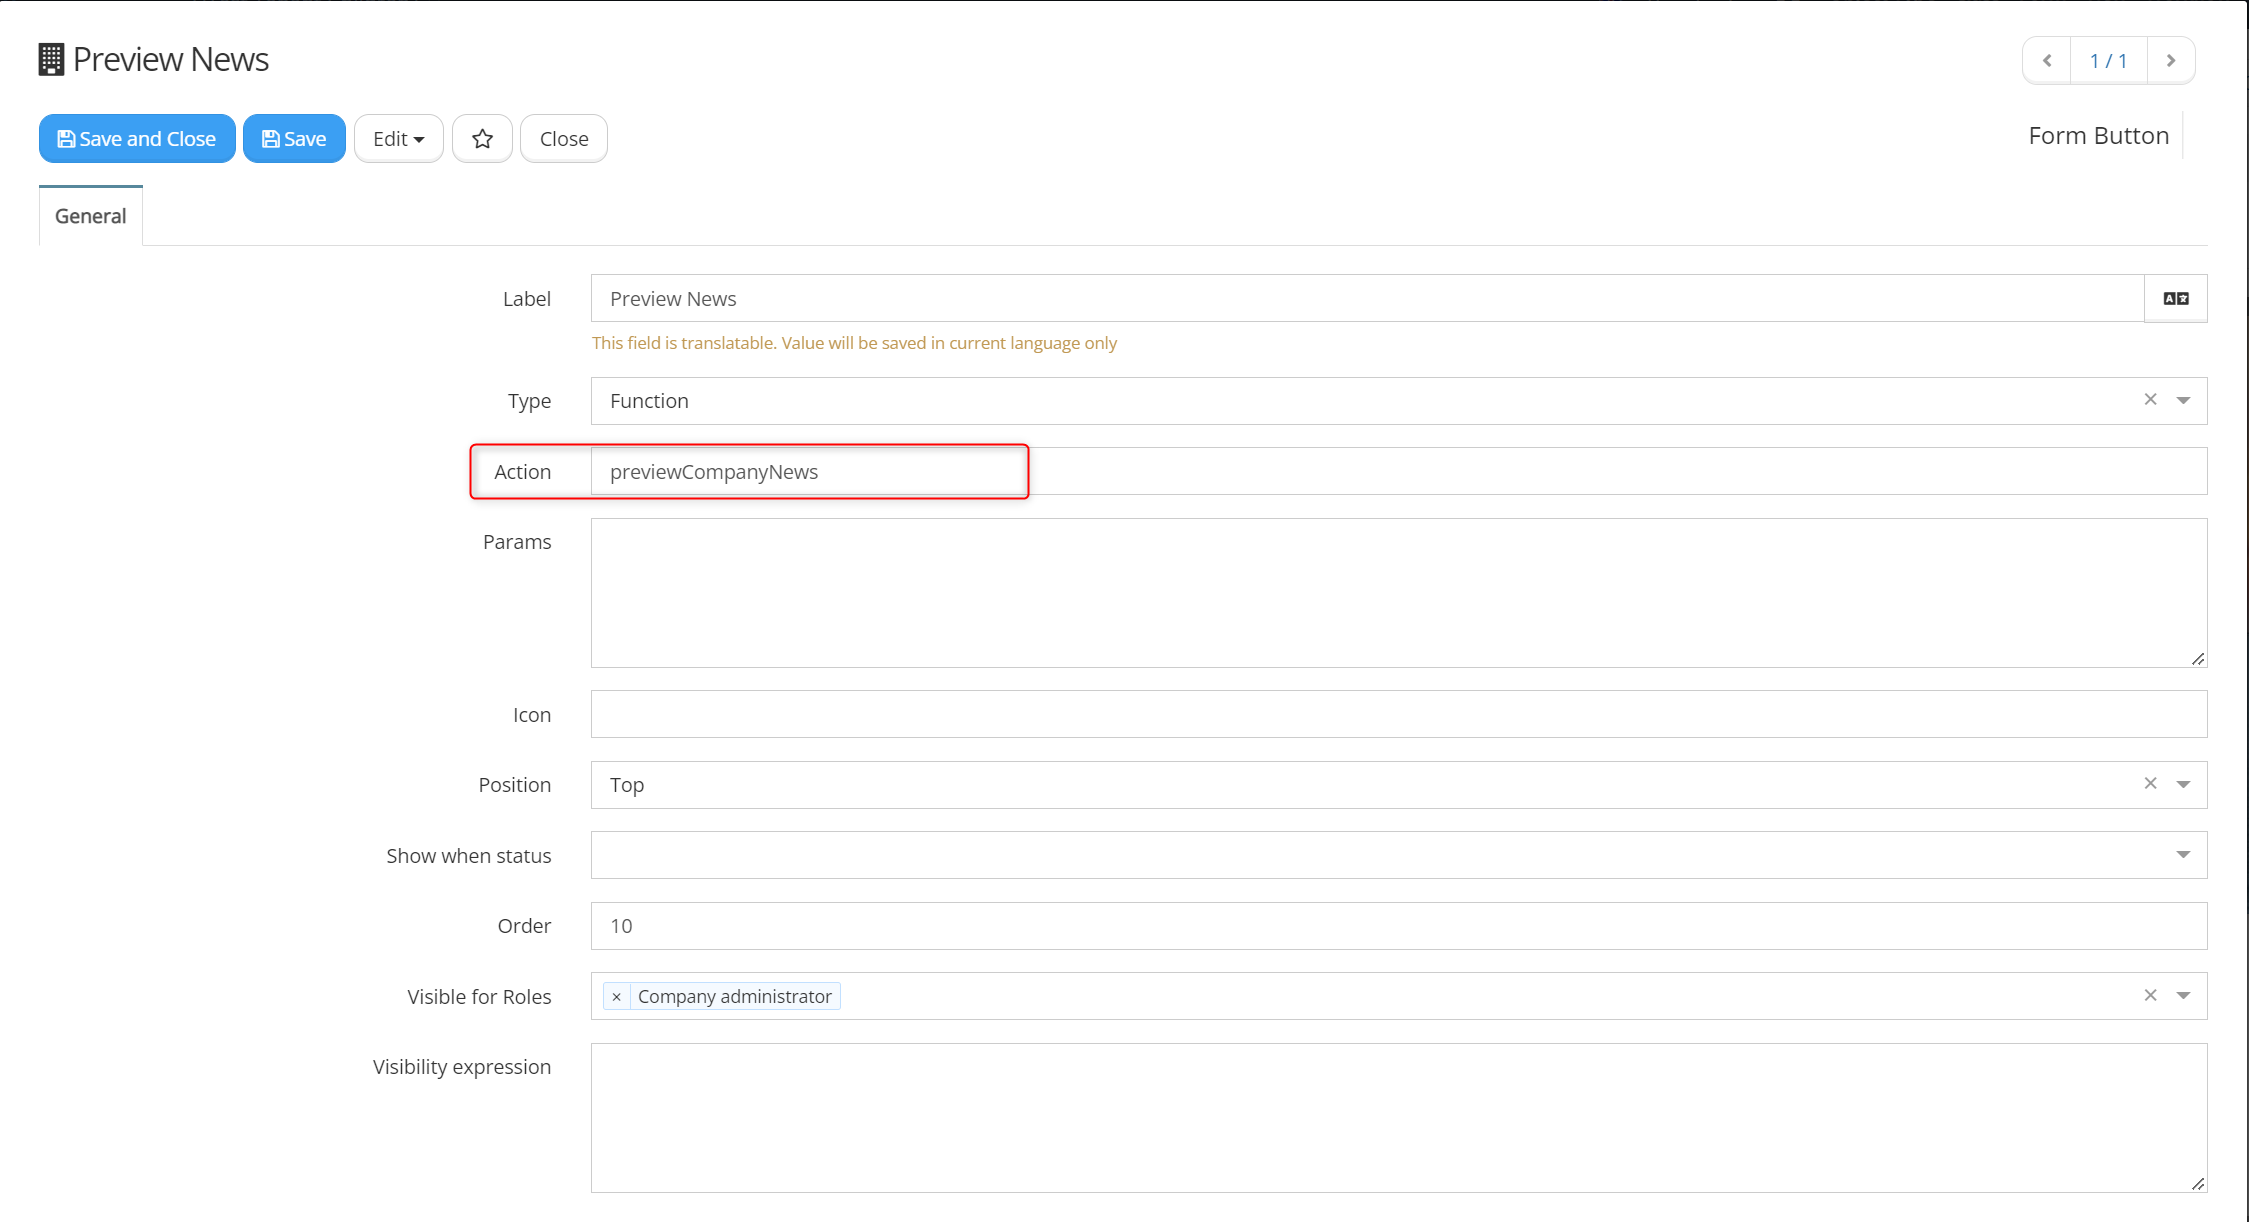 Preview News
1 / 1
Save and Close
Save
Edit
Close
Form Button
General
Label
Preview News
This field is translatable. Value will be saved in current language only
Type
Function
Action
previewCompanyNews
Params
Icon
Position
Top
Show when status
Order
10
Visible for Roles
× Company administrator
Visibility expression